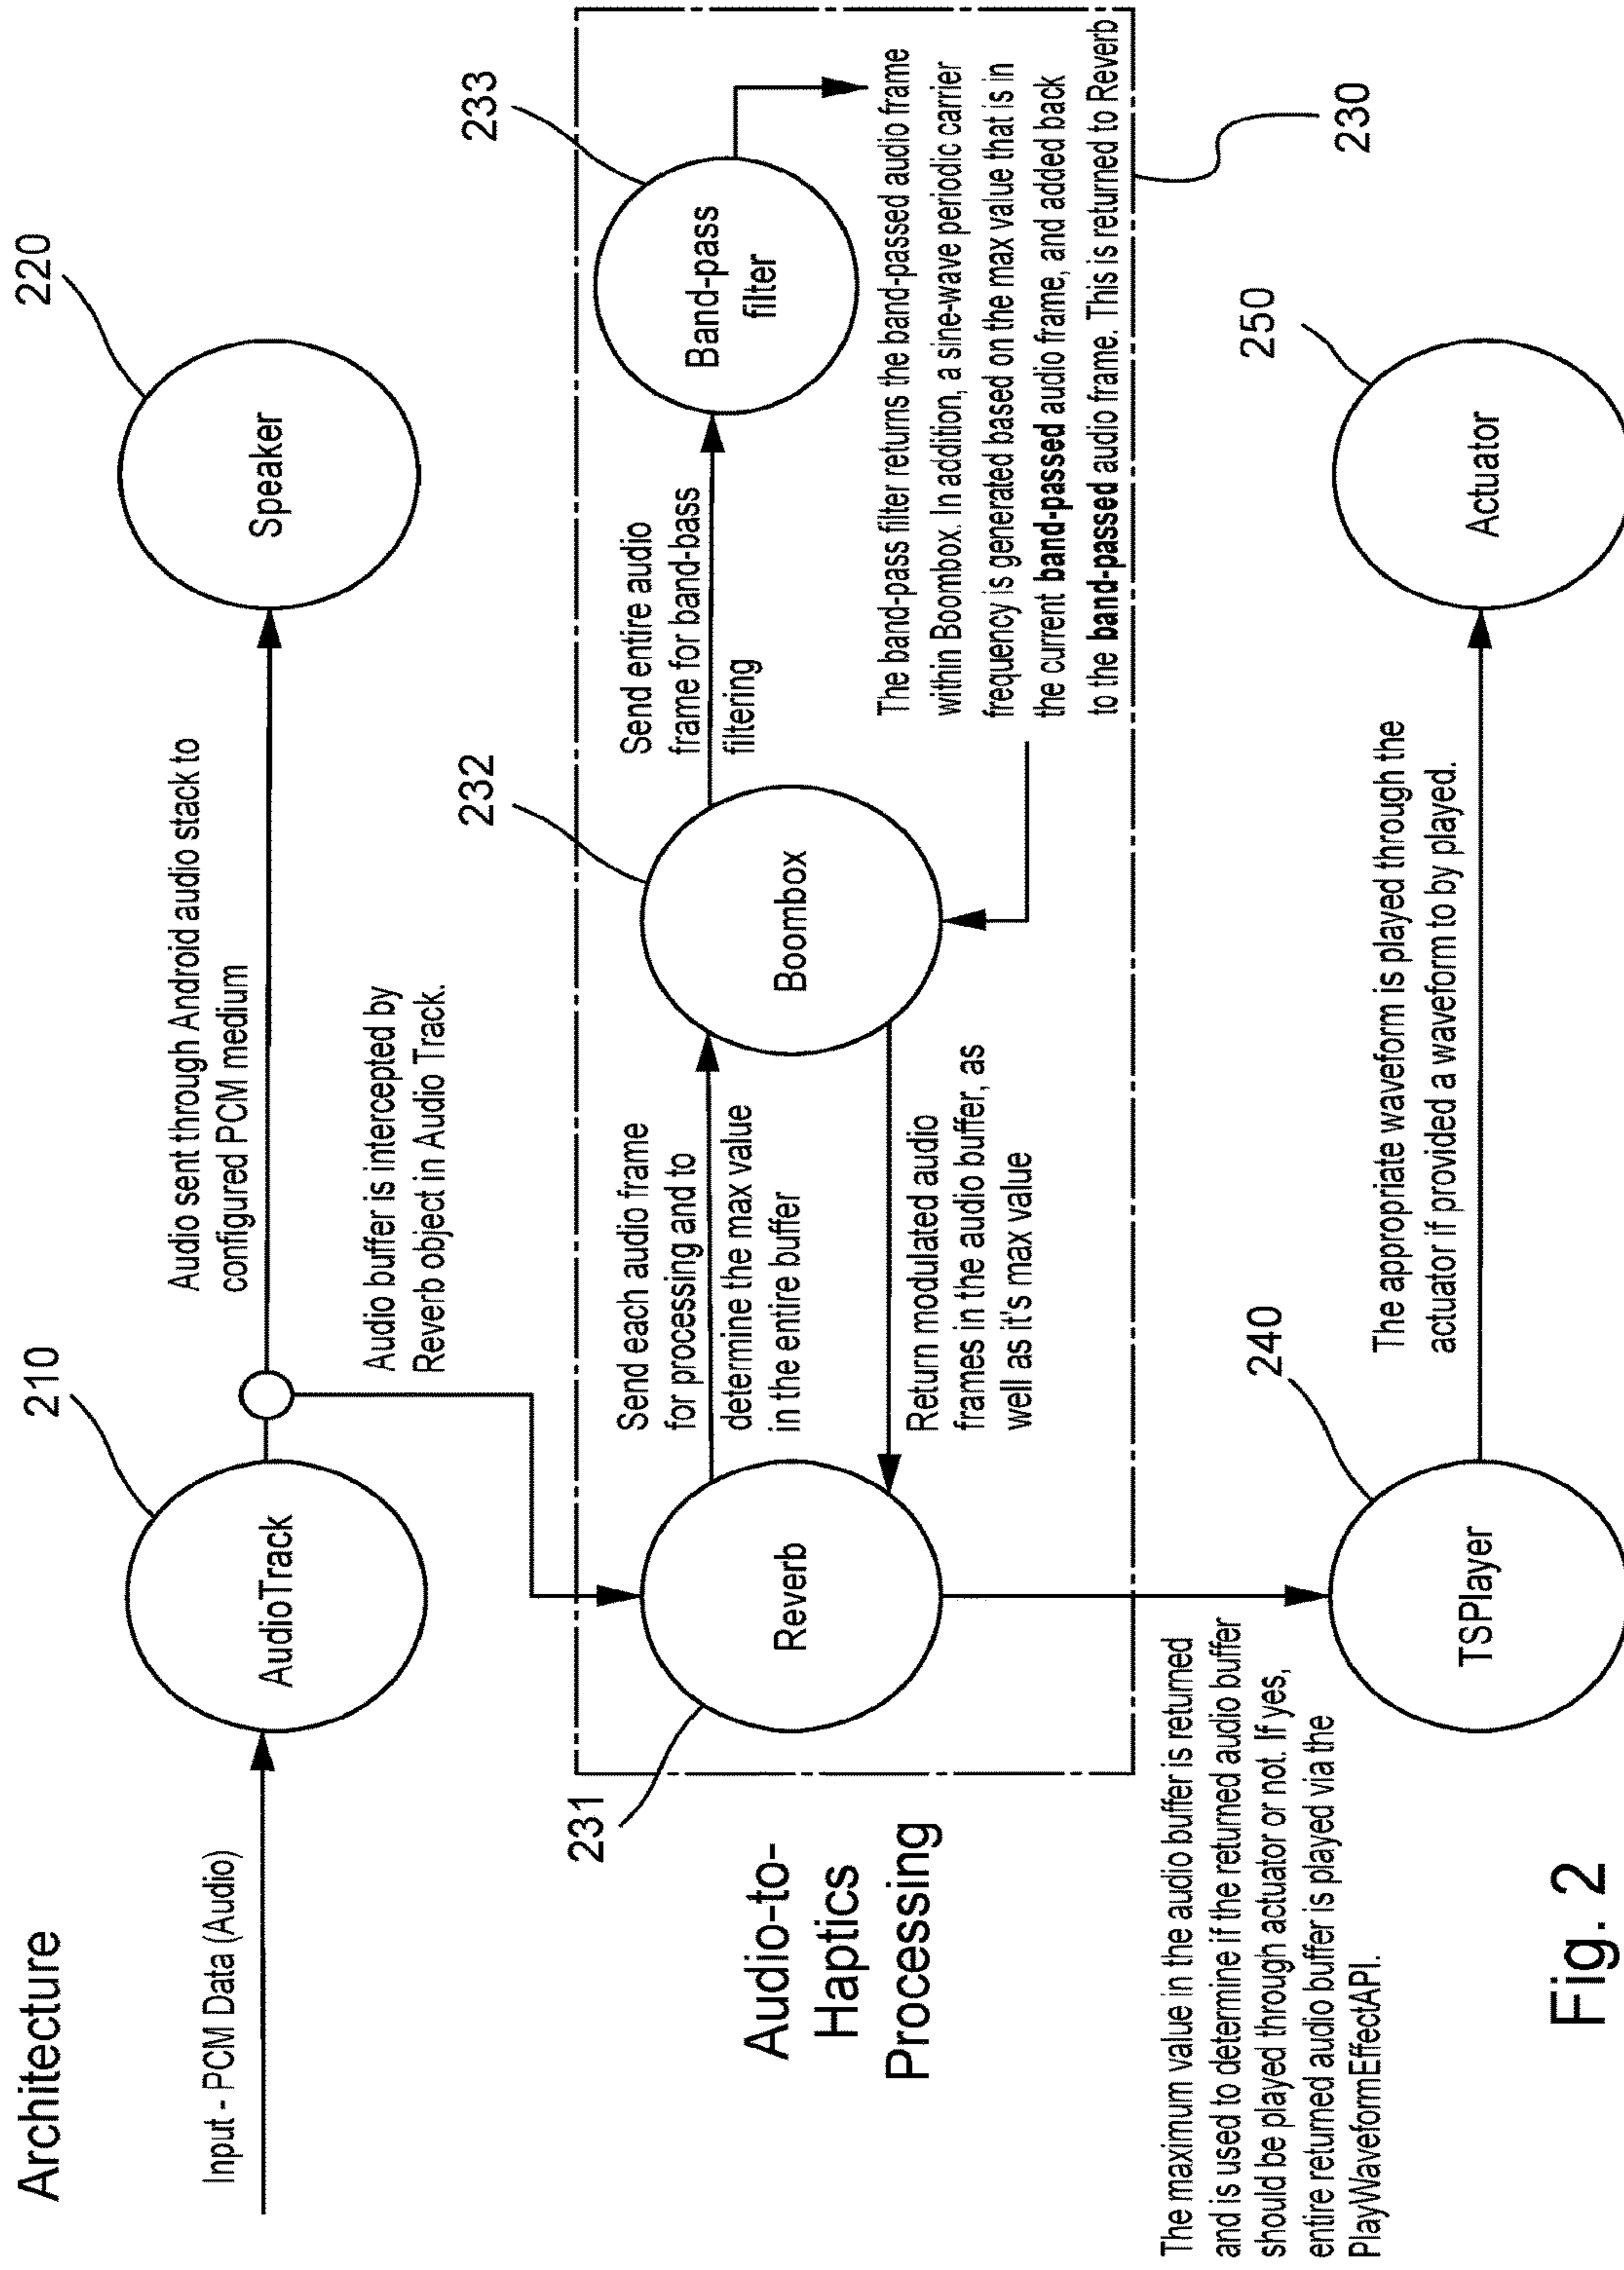 Architecture
210
220
Input - PCM Data (Audio)
AudioTrack
Audio sent through Android audio stack to
configured PCM medium
Speaker
Audio buffer is intercepted by
Reverb object in Audio Track.
231
232
233
Audio-to-
Haptics
Processing
Reverb
Send each audio frame
for processing and to
determine the max value
in the entire buffer
Return modulated audio
frames in the audio buffer, as
well as it's max value
Boombox
Send entire audio
frame for band-bass
filtering
Band-pass
filter
The band-pass filter returns the band-passed audio frame
within Boombox. In addition, a sine-wave periodic carrier
frequency is generated based on the max value that is in
the current band-passed audio frame, and added back
to the band-passed audio frame. This is returned to Reverb
230
The maximum value in the audio buffer is returned
and is used to determine if the returned audio buffer
should be played through actuator or not. If yes,
entire returned audio buffer is played via the
PlayWaveformEffectAPI.
240
250
TSPlayer
The appropriate waveform is played through the
actuator if provided a waveform to by played.
Actuator
Fig. 2